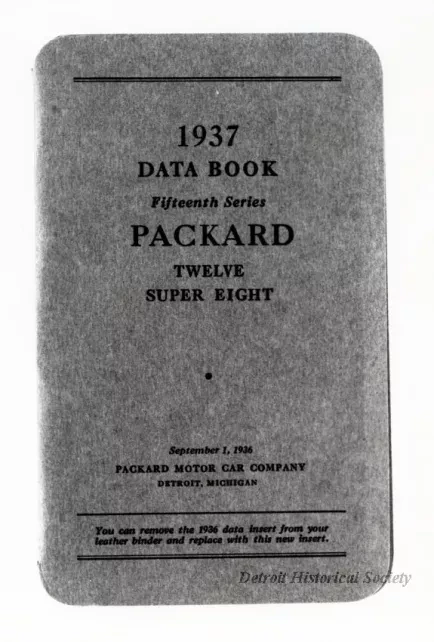 1937
DATA BOOK
Fifteenth Series
PACKARD
TWELVE
SUPER EIGHT
September 1, 1936
PACKARD MOTOR CAR COMPANY
DETROIT, MICHIGAN
You can remove the 1936 data insert from your
leather binder and replace with this new insert.
Detroit Historical Society